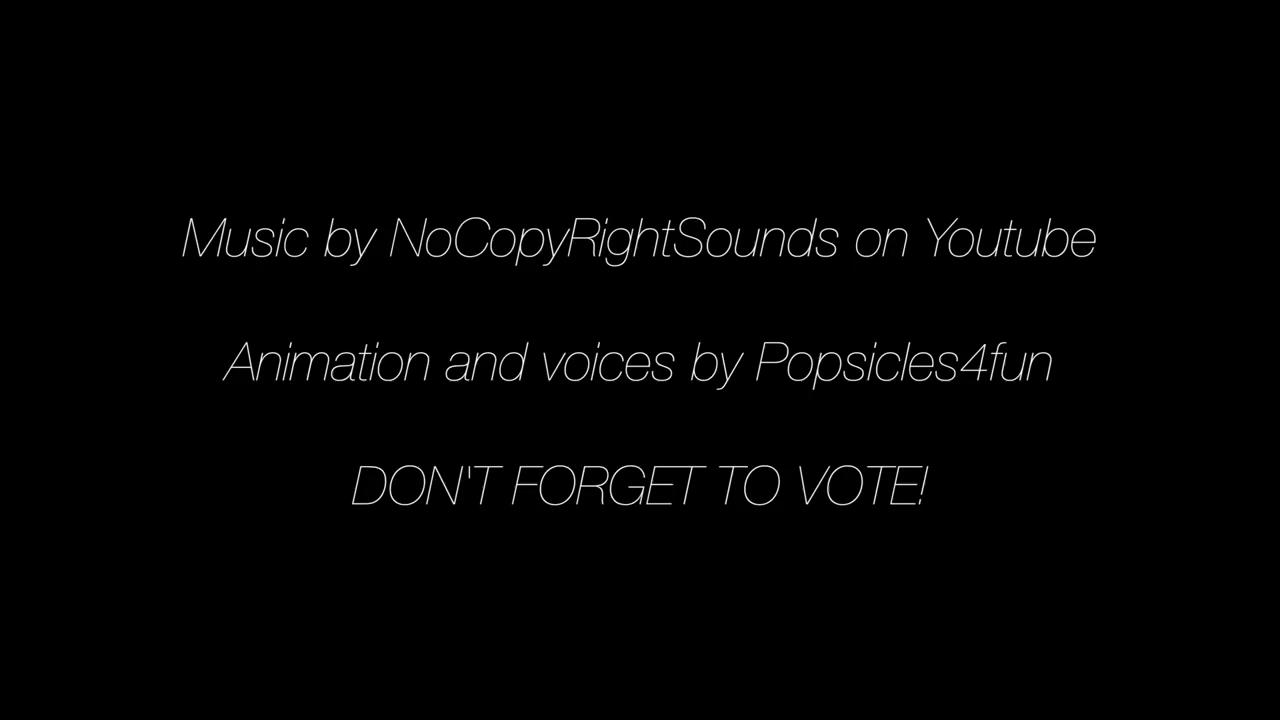 Music by NoCopyRightSounds on Youtube
Animation and voices by Popsicles4fun
DON'T FORGET TO VOTE!